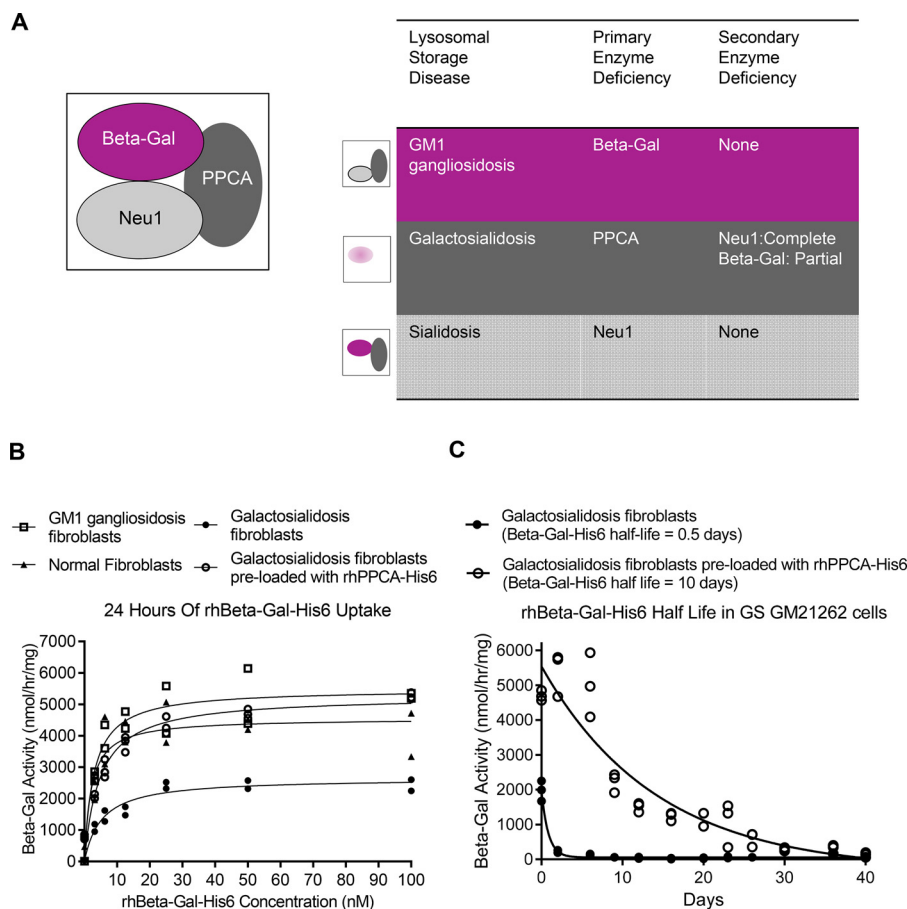 A
Beta-Gal
PPCA
Neu1
Lysosomal Storage Disease
Primary Enzyme Deficiency
Secondary Enzyme Deficiency
GM1 gangliosidosis
Beta-Gal
None
Galactosialidosis
PPCA
Neu1:Complete
Beta-Gal: Partial
Sialidosis
Neu1
None
B
GM1 gangliosidosis
fibroblasts
Normal Fibroblasts
Galactosialidosis
fibroblasts
Galactosialidosis fibroblasts
pre-loaded with rhPPCA-His6
24 Hours Of rhBeta-Gal-His6 Uptake
Beta-Gal Activity (nmol/hr/mg)
7000
6000
5000
4000
3000
2000
1000
0
10 20 30 40 50 60 70 80 90 100
rhBeta-Gal-His6 Concentration (nM)
C
Galactosialidosis fibroblasts
(Beta-Gal-His6 half-life = 0.5 days)
Galactosialidosis fibroblasts pre-loaded with rhPPCA-His6
(Beta-Gal-His6 half life = 10 days)
rhBeta-Gal-His6 Half Life in GS GM21262 cells
Beta-Gal Activity (nmol/hr/mg)
6000
5000
4000
3000
2000
1000
0
0 10 20 30 40
Days